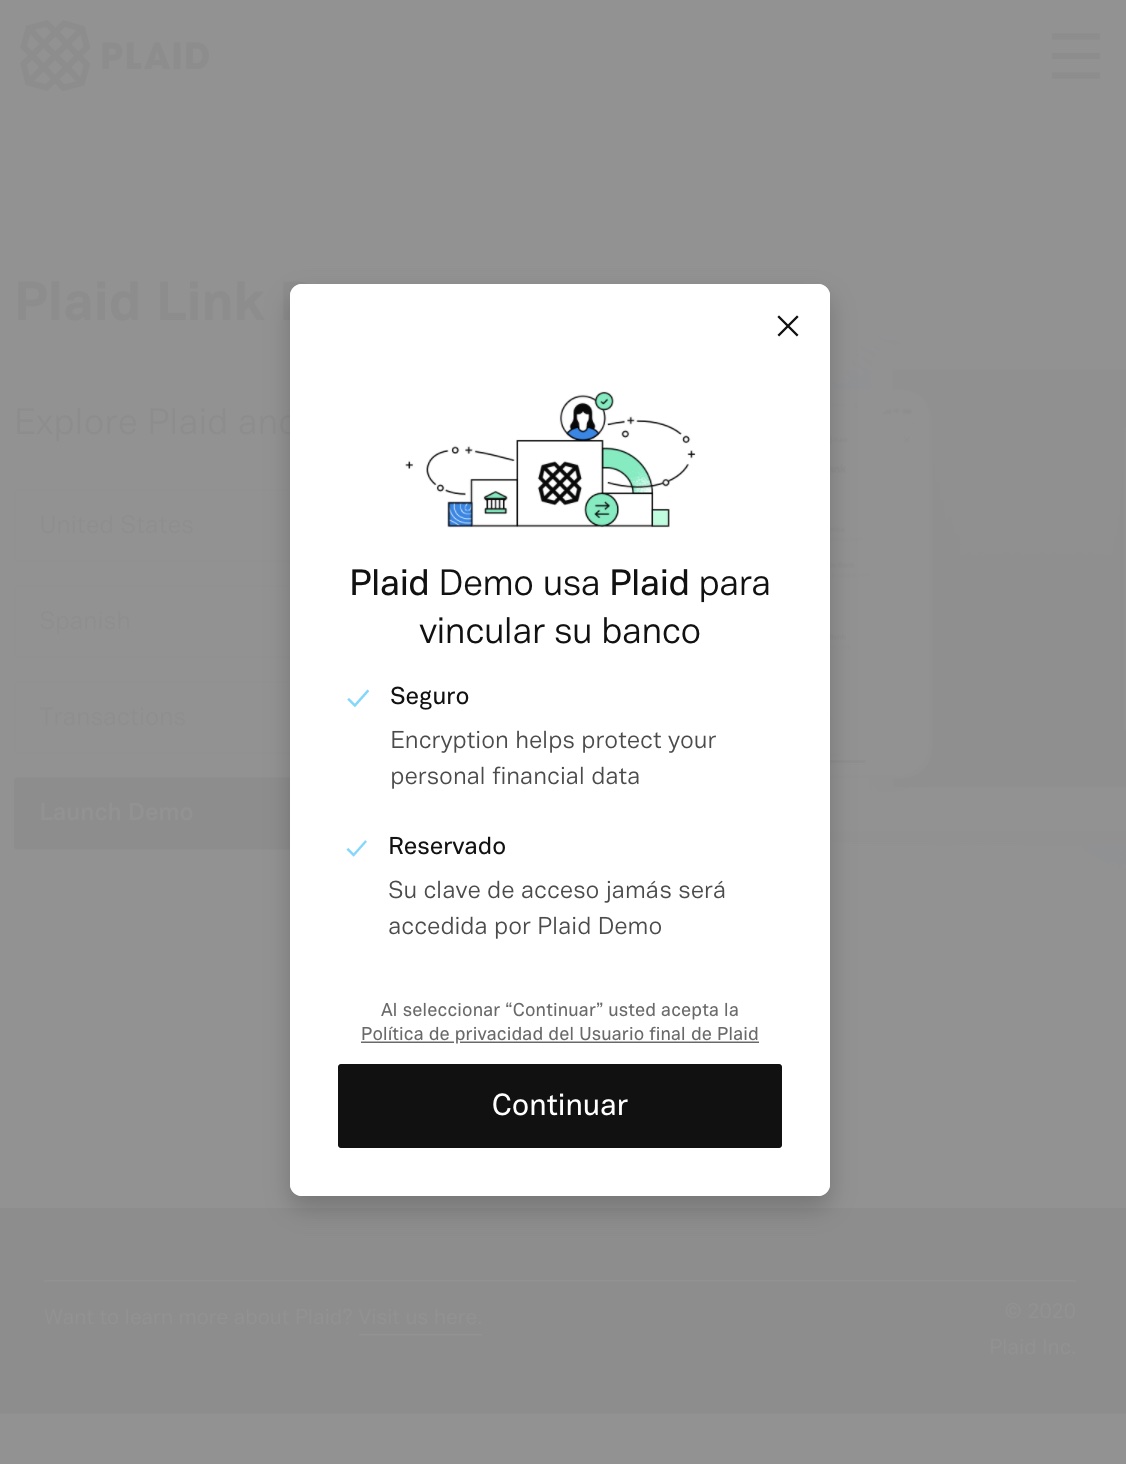 PLAID
Plaid Link
Explore Plaid and
United States
Spanish
Transactions
Launch Demo
Plaid Demo usa Plaid para
vincular su banco
Seguro
Encryption helps protect your
personal financial data
Reservado
Su clave de acceso jamás será
accedida por Plaid Demo
Al seleccionar “Continuar” usted acepta la
Política de privacidad del Usuario final de Plaid
Continuar
Want to learn more about Plaid? Visit us here.
© 2020
Plaid Inc.